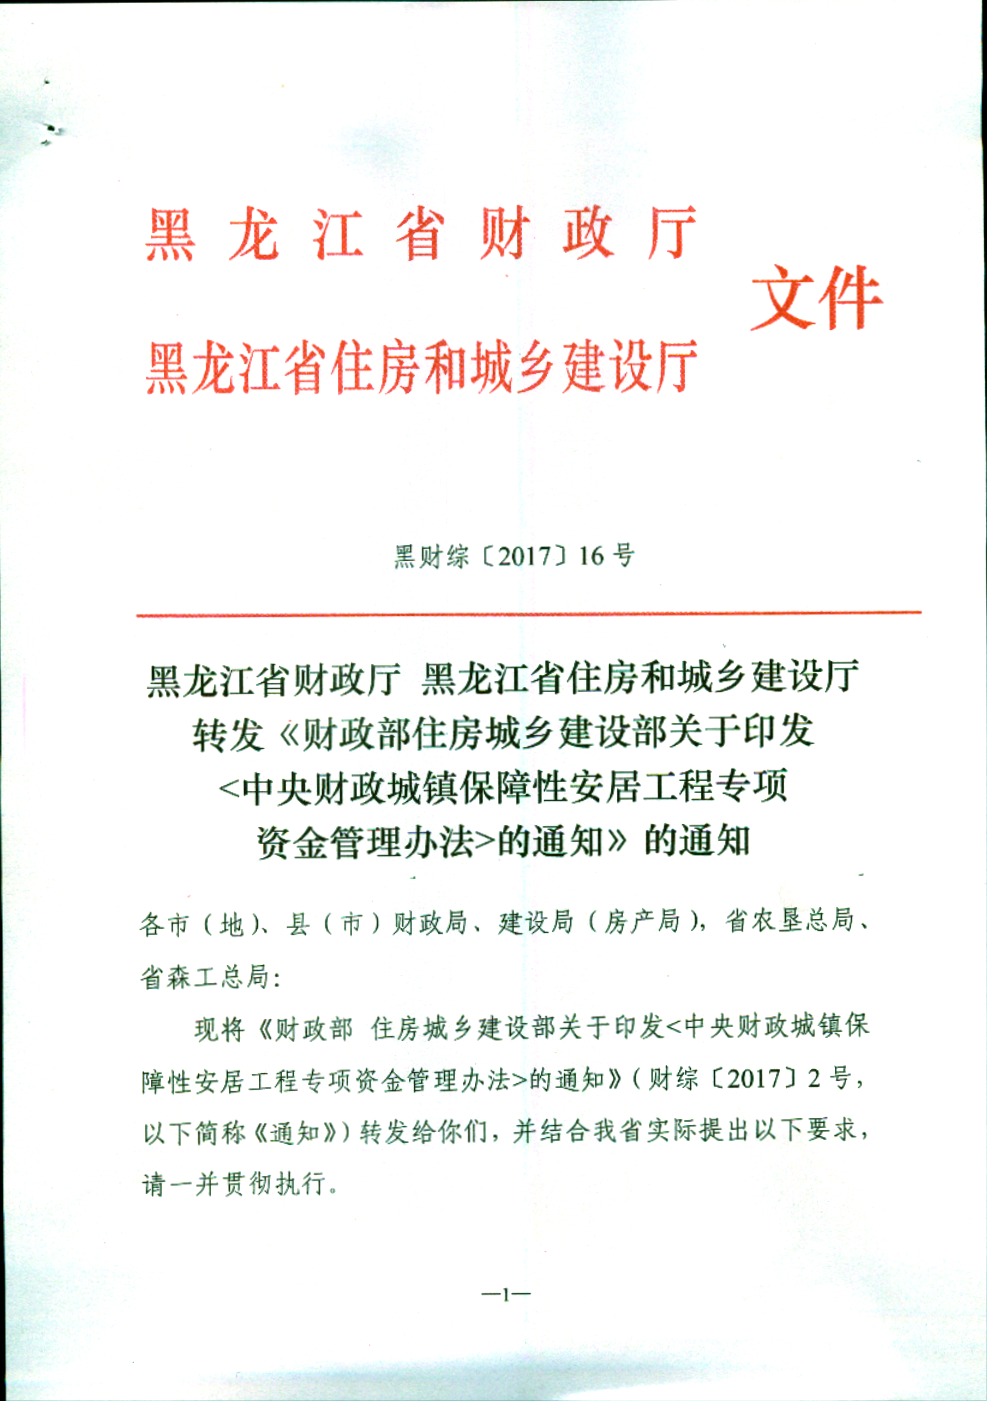 黑龙江省财政厅
文件
黑龙江省住房和城乡建设厅
黑财综〔2017〕16号
黑龙江省财政厅 黑龙江省住房和城乡建设厅
转发《财政部住房城乡建设部关于印发
<中央财政城镇保障性安居工程专项
资金管理办法>的通知》的通知
各市（地）、县（市）财政局、建设局（房产局），省农垦总局、
省森工总局：
现将《财政部 住房城乡建设部关于印发<中央财政城镇保
障性安居工程专项资金管理办法>的通知》（财综〔2017〕2号，
以下简称《通知》）转发给你们，并结合我省实际提出以下要求，
请一并贯彻执行。
—1—